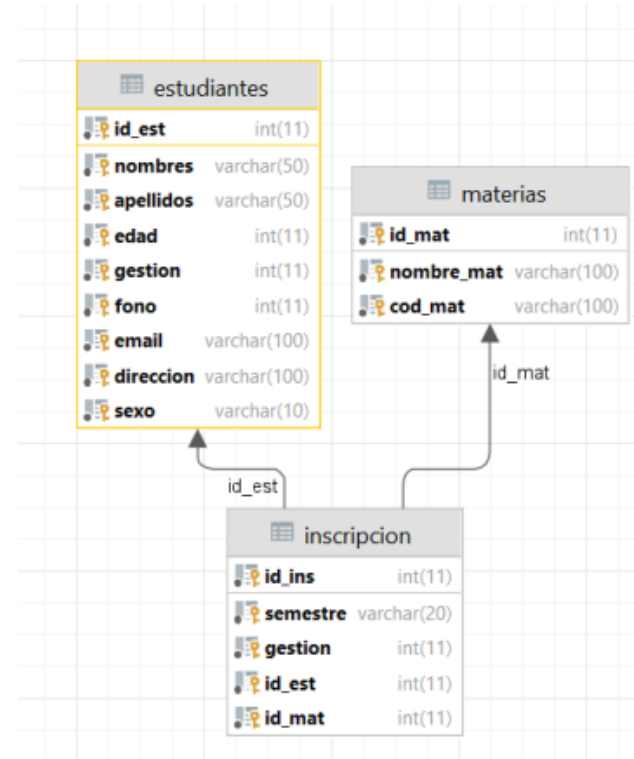 estudiantes
id_est int(11)
nombres varchar(50)
apellidos varchar(50)
edad int(11)
gestion int(11)
fono int(11)
email varchar(100)
direccion varchar(100)
sexo varchar(10)
materias
id_mat int(11)
nombre_mat varchar(100)
cod_mat varchar(100)
id_mat
id_est
inscripcion
id_ins int(11)
semestre varchar(20)
gestion int(11)
id_est int(11)
id_mat int(11)